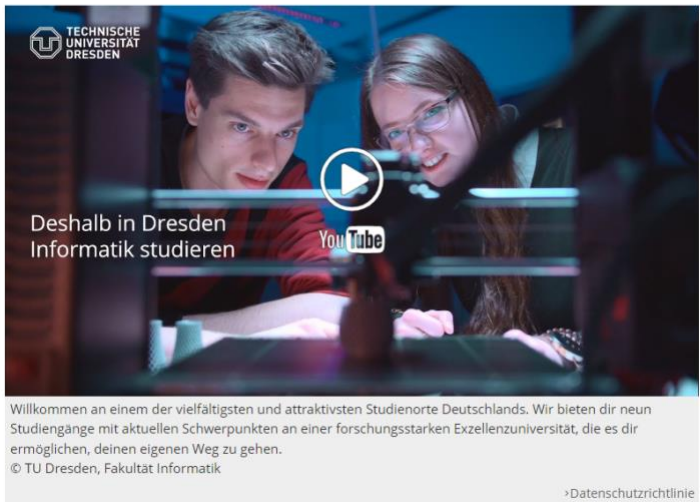 TECHNISCHE
UNIVERSITÄT
DRESDEN
Deshalb in Dresden
Informatik studieren
YouTube
Willkommen an einem der vielfältigsten und attraktivsten Studienorte Deutschlands. Wir bieten dir neun
Studiengänge mit aktuellen Schwerpunkten an einer forschungsstarken Exzellenzuniversität, die es dir
ermöglichen, deinen eigenen Weg zu gehen.
© TU Dresden, Fakultät Informatik
›Datenschutzrichtlinie